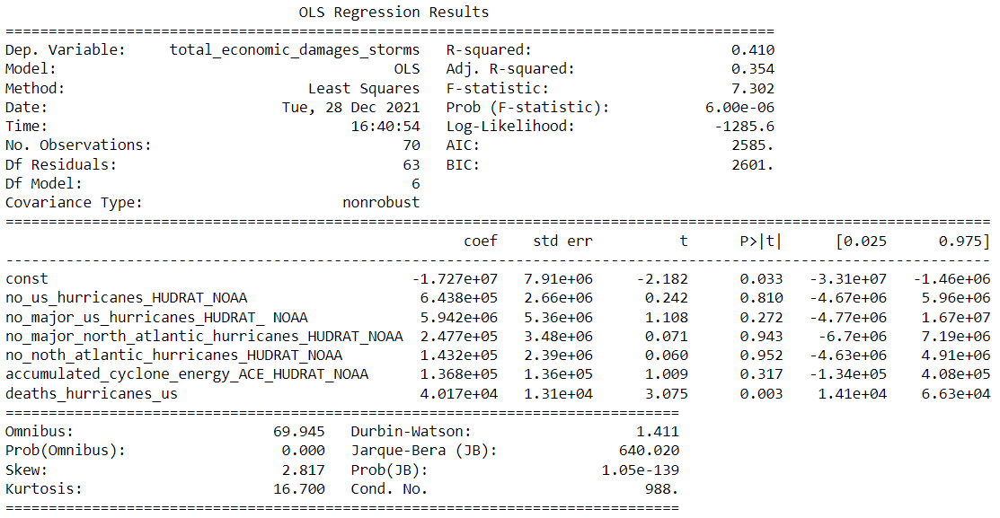 OLS Regression Results
==============================================================================
Dep. Variable: total_economic_damages_storms R-squared: 0.410
Model: OLS Adj. R-squared: 0.354
Method: Least Squares F-statistic: 7.302
Date: Tue, 28 Dec 2021 Prob (F-statistic): 6.00e-06
Time: 16:40:54 Log-Likelihood: -1285.6
No. Observations: 70 AIC: 2585.
Df Residuals: 63 BIC: 2601.
Df Model: 6
Covariance Type: nonrobust
==============================================================================
coef std err t P>|t| [0.025 0.975]
------------------------------------------------------------------------------
const -1.727e+07 7.91e+06 -2.182 0.033 -3.31e+07 -1.46e+06
no_us_hurricanes_HUDRAT_NOAA 6.438e+05 2.66e+06 0.242 0.810 -4.67e+06 5.96e+06
no_major_us_hurricanes_HUDRAT_ NOAA 5.942e+06 5.36e+06 1.108 0.272 -4.77e+06 1.67e+07
no_major_north_atlantic_hurricanes_HUDRAT_NOAA 2.477e+05 3.48e+06 0.071 0.943 -6.7e+06 7.19e+06
no_noth_atlantic_hurricanes_HUDRAT_NOAA 1.432e+05 2.39e+06 0.060 0.952 -4.63e+06 4.91e+06
accumulated_cyclone_energy_ACE_HUDRAT_NOAA 1.368e+05 1.36e+05 1.009 0.317 -1.34e+05 4.08e+05
deaths_hurricanes_us 4.017e+04 1.31e+04 3.075 0.003 1.41e+04 6.63e+04
==============================================================================
Omnibus: 69.945 Durbin-Watson: 1.411
Prob(Omnibus): 0.000 Jarque-Bera (JB): 640.020
Skew: 2.817 Prob(JB): 1.05e-139
Kurtosis: 16.700 Cond. No. 988.
==============================================================================